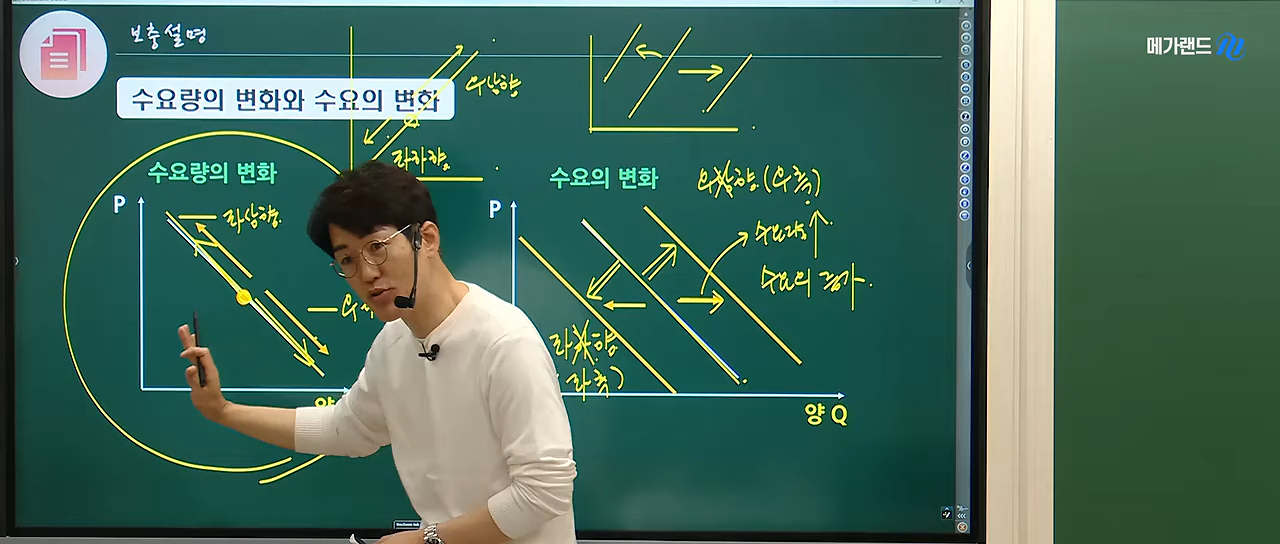 보충설명
메가랜드
수요량의 변화와 수요의 변화
우상향
좌하향
수요량의 변화
P
좌상향
수요의 변화
우상향 (우측)
P
수요량↑
수요의 증가
좌하향
좌측)
양 Q